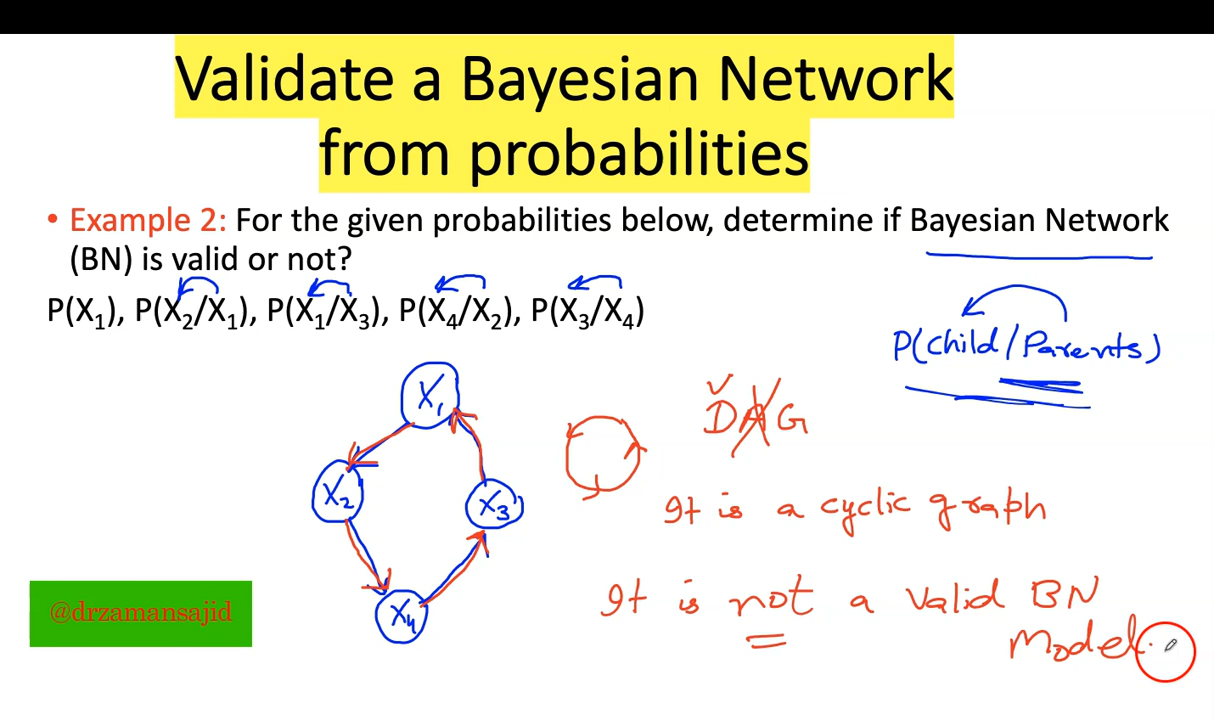 Validate a Bayesian Network
from probabilities
• Example 2: For the given probabilities below, determine if Bayesian Network
(BN) is valid or not?
P(X₁), P(X₂/X₁), P(X₁/X₃), P(X₄/X₂), P(X₃/X₄)
P(child/Parents)
X₁
DAG
X₂
X₃
It is a cyclic graph
It is not a valid BN
Model.
@drzamansajid
X₄